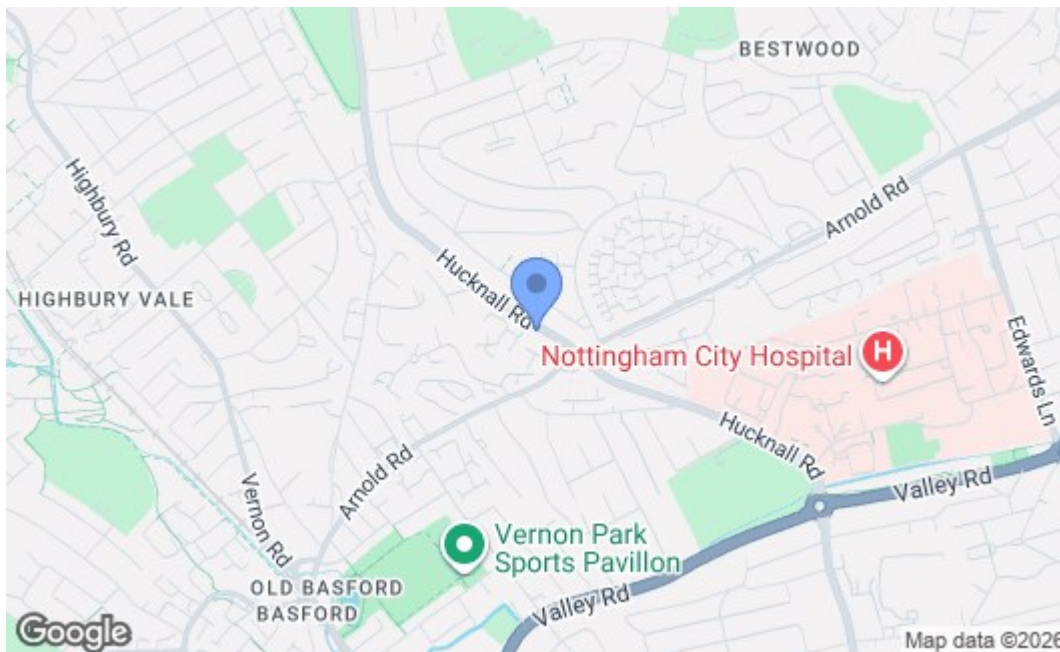 BESTWOOD
Highbury Rd
Arnold Rd
Hucknall Rd
HIGHBURY VALE
Nottingham City Hospital
H
Edwards Ln
Hucknall Rd
Arnold Rd
Vernon Rd
Valley Rd
Vernon Park
Sports Pavillon
OLD BASFORD
BASFORD
Valley Rd
Google
Map data ©2026